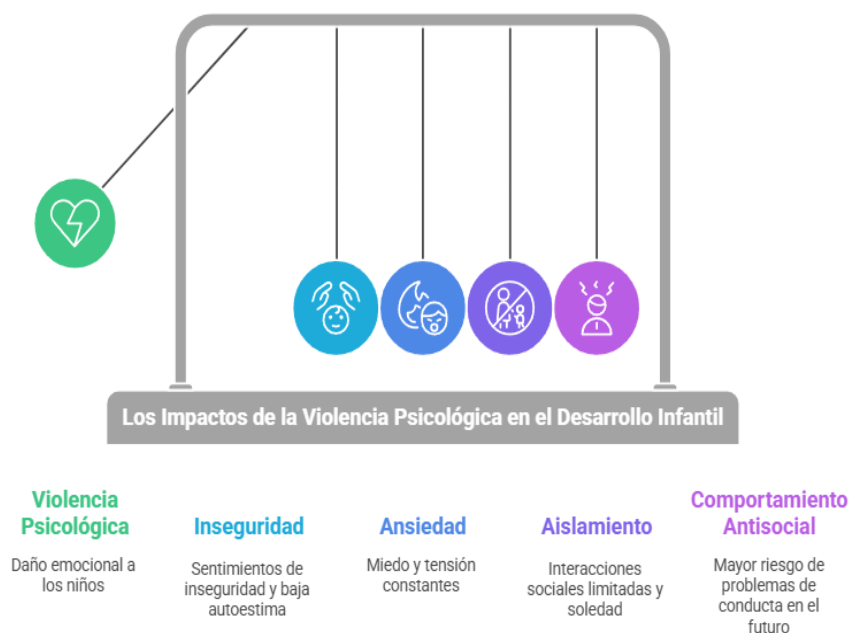 Los Impactos de la Violencia Psicológica en el Desarrollo Infantil
Violencia
Psicológica
Daño emocional a
los niños
Inseguridad
Sentimientos de
inseguridad y baja
autoestima
Ansiedad
Miedo y tensión
constantes
Aislamiento
Interacciones
sociales limitadas y
soledad
Comportamiento
Antisocial
Mayor riesgo de
problemas de
conducta en el
futuro